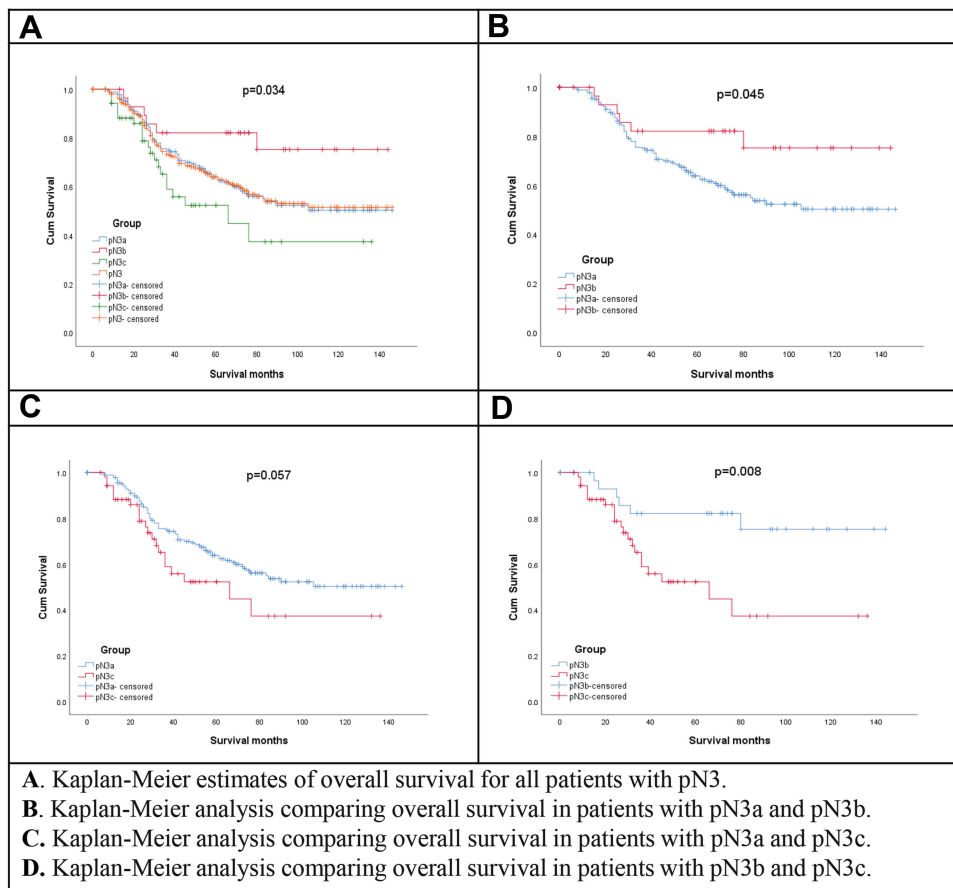 A
B
p=0.034
Cum Survival
1.0
0.8
0.6
0.4
0.2
0.0
Group
pN3a
pN3b
pN3c
pN3
pN3a- censored
pN3b- censored
pN3c- censored
pN3- censored
0 20 40 60 80 100 120 140
Survival months
p=0.045
Cum Survival
1.0
0.8
0.6
0.4
0.2
0.0
Group
pN3a
pN3b
pN3a- censored
pN3b- censored
0 20 40 60 80 100 120 140
Survival months
C
D
p=0.057
Cum Survival
1.0
0.8
0.6
0.4
0.2
0.0
Group
pN3a
pN3c
pN3a- censored
pN3c- censored
0 20 40 60 80 100 120 140
Survival months
p=0.008
Cum Survival
1.0
0.8
0.6
0.4
0.2
0.0
Group
pN3b
pN3c
pN3b-censored
pN3c-censored
0 20 40 60 80 100 120 140
Survival months
A. Kaplan-Meier estimates of overall survival for all patients with pN3.
B. Kaplan-Meier analysis comparing overall survival in patients with pN3a and pN3b.
C. Kaplan-Meier analysis comparing overall survival in patients with pN3a and pN3c.
D. Kaplan-Meier analysis comparing overall survival in patients with pN3b and pN3c.